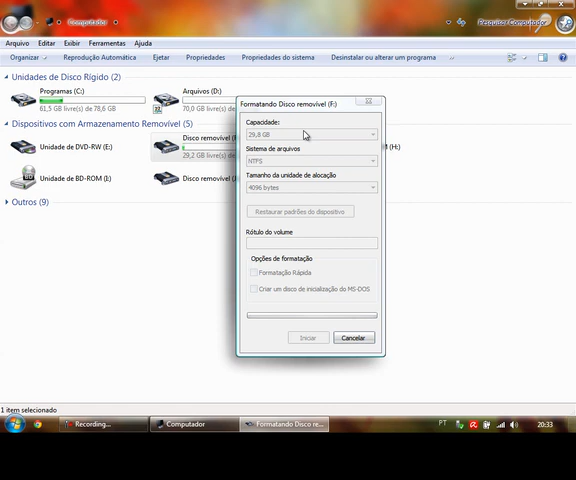 Computador
Pesquisar Computador
Arquivo Editar Exibir Ferramentas Ajuda
Organizar Reprodução Automática Ejetar Propriedades Propriedades do sistema Desinstalar ou alterar um programa
Unidades de Disco Rígido (2)
Programas (C:)
61,5 GB livre(s) de 78,6 GB
Arquivos (D:)
70,0 GB livre(s) de
Dispositivos com Armazenamento Removível (5)
Unidade de DVD-RW (E:)
Disco removível (F:
29,2 GB livre(s) de
(H:)
Unidade de BD-ROM (I:)
Disco removível (J:
Outros (9)
Formatando Disco removível (F:)
Capacidade:
29,8 GB
Sistema de arquivos
NTFS
Tamanho da unidade de alocação
4096 bytes
Restaurar padrões do dispositivo
Rótulo do volume
Opções de formatação
Formatação Rápida
Criar um disco de inicialização do MS-DOS
Iniciar Cancelar
1 item selecionado
Recording... Computador Formatando Disco re... PT 20:33